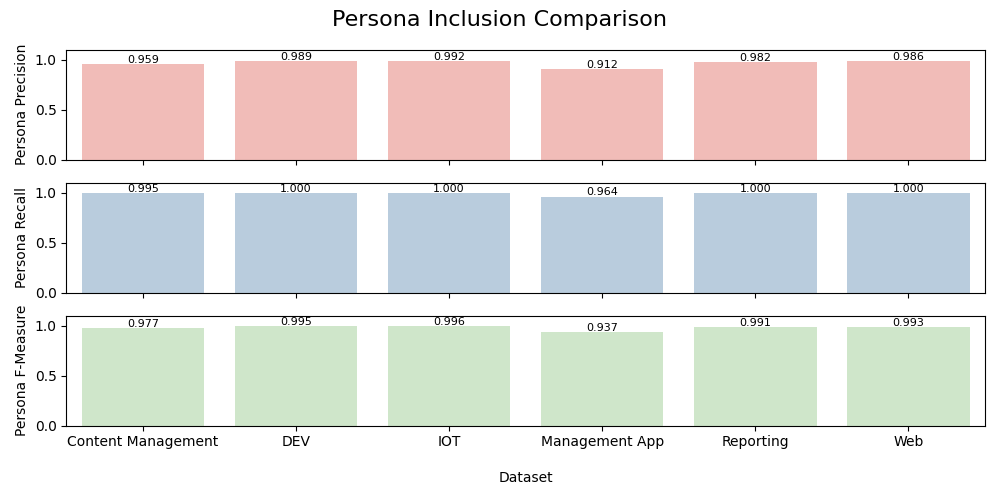 Persona Inclusion Comparison
Persona Precision
1.0
0.5
0.0
0.959
0.989
0.992
0.912
0.982
0.986
Persona Recall
1.0
0.5
0.0
0.995
1.000
1.000
0.964
1.000
1.000
Persona F-Measure
1.0
0.5
0.0
0.977
0.995
0.996
0.937
0.991
0.993
Content Management
DEV
IOT
Management App
Reporting
Web
Dataset